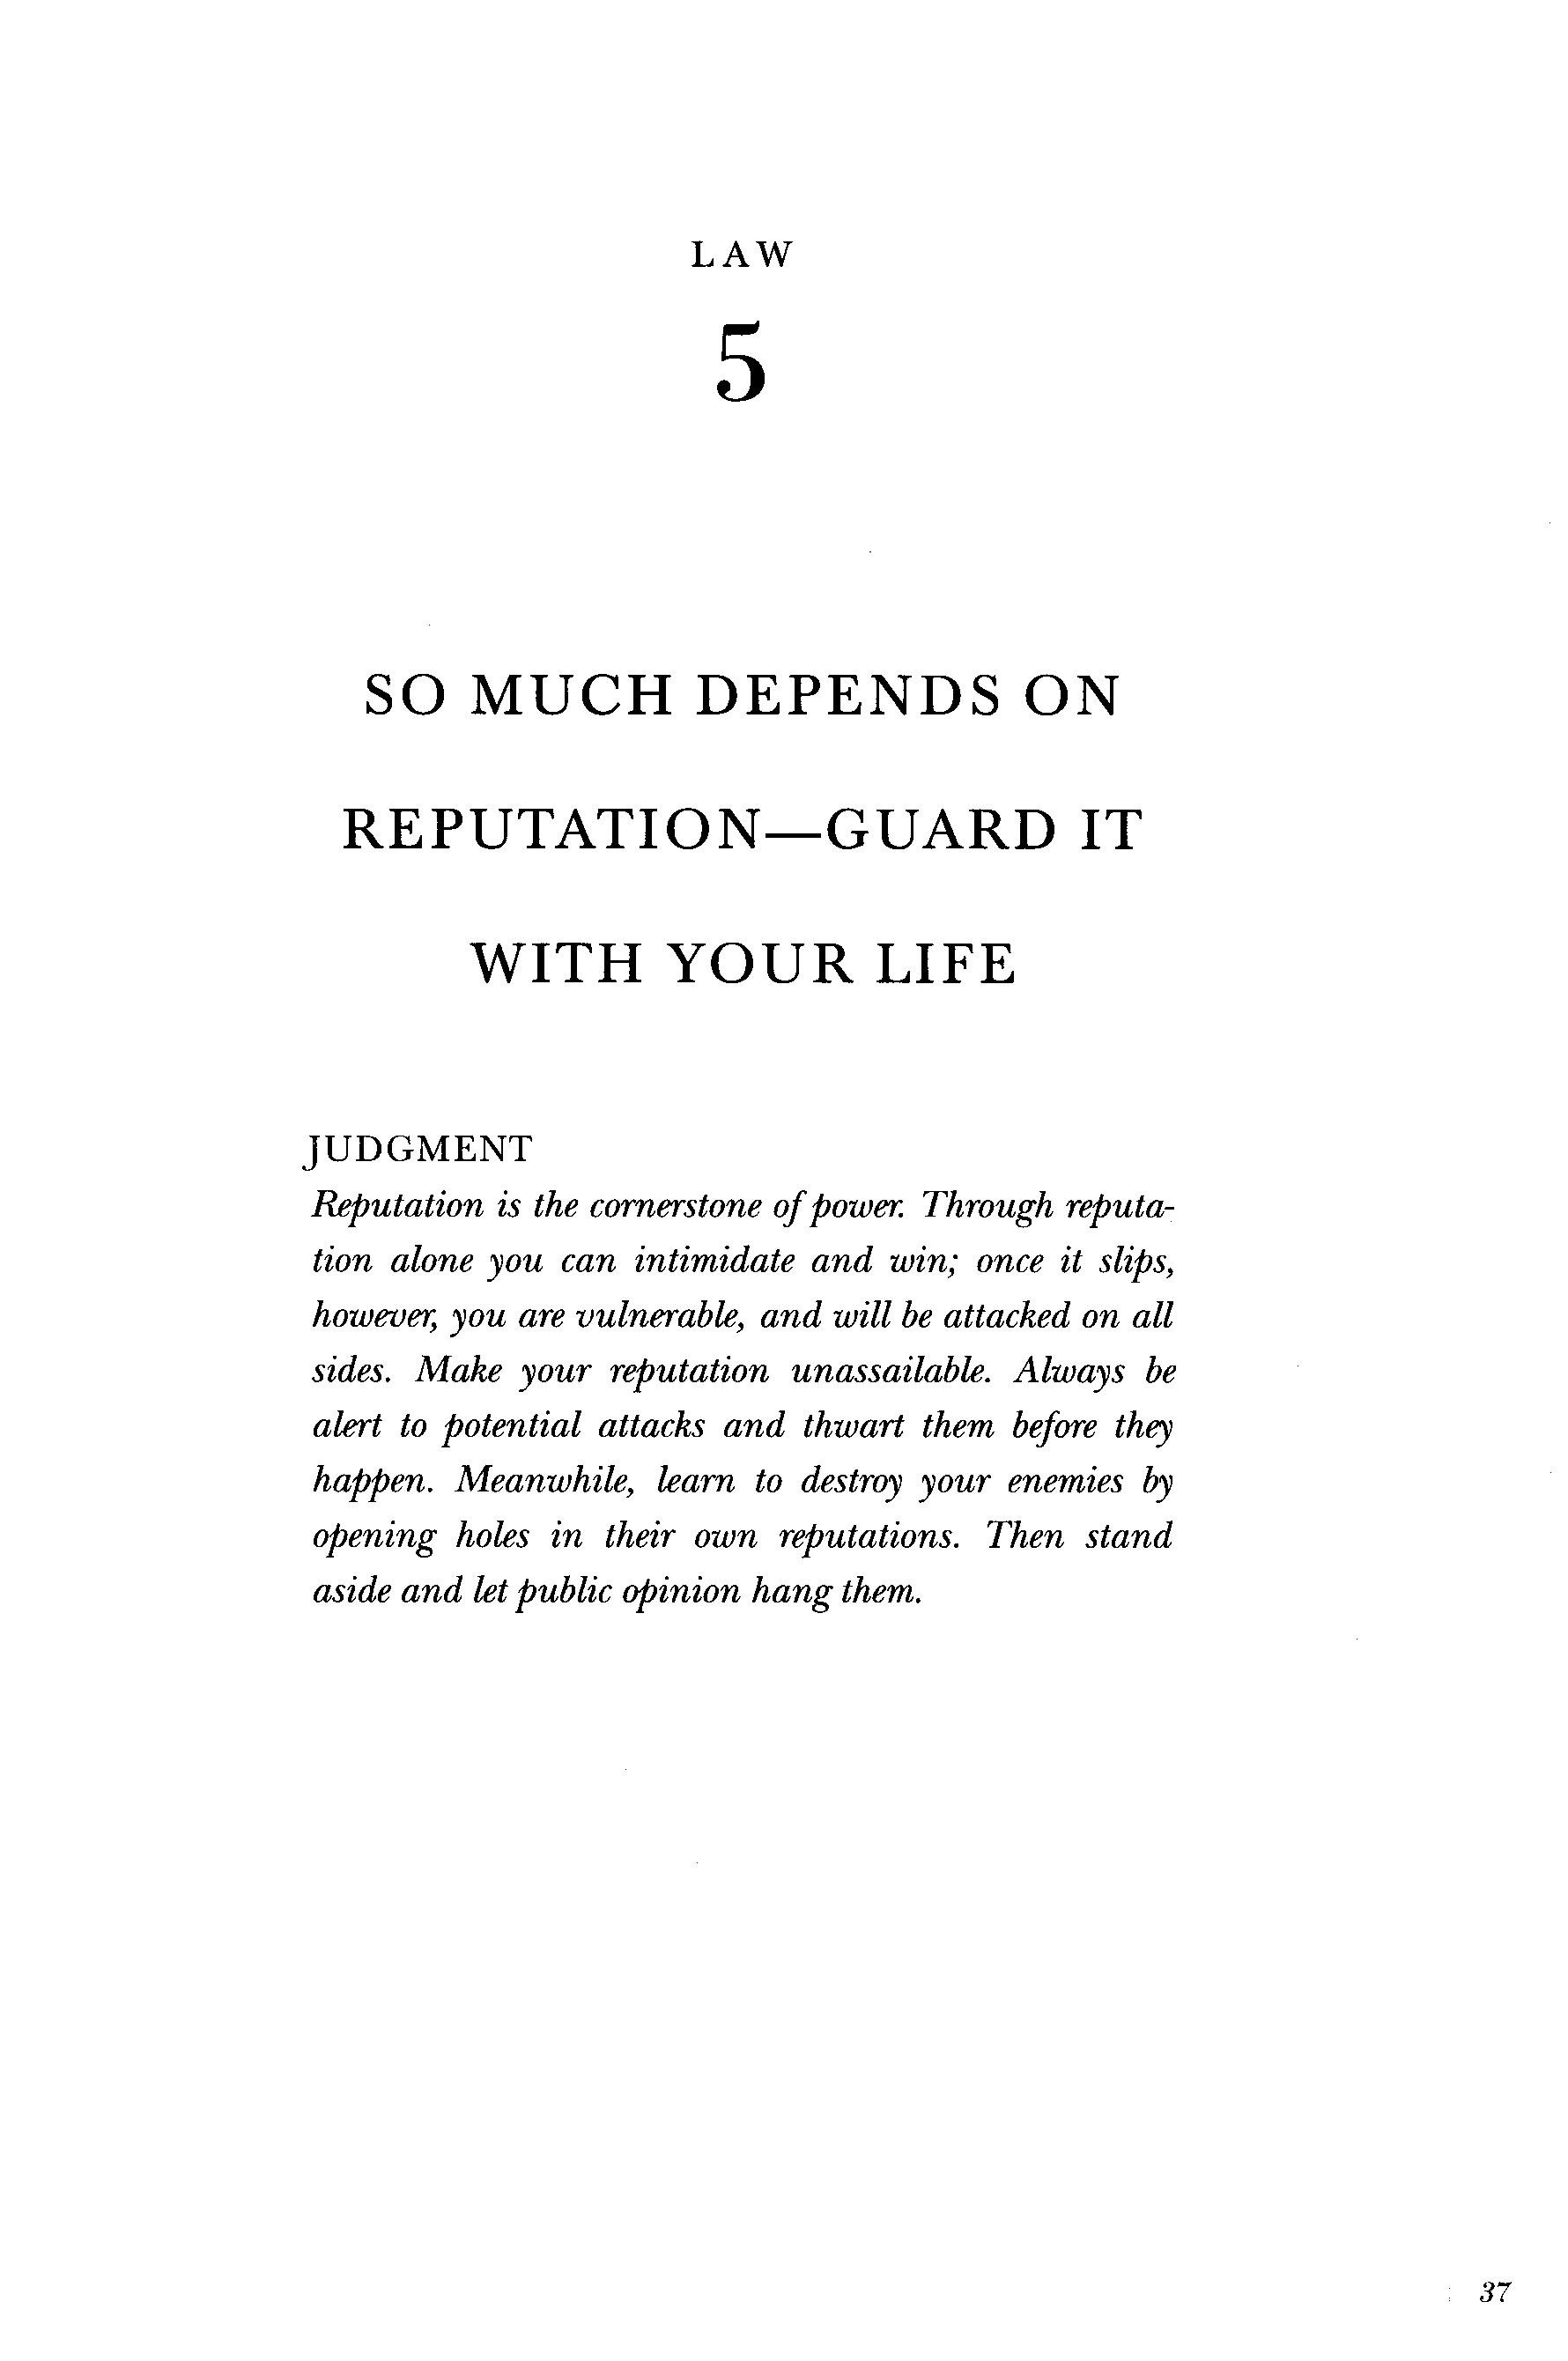 LAW
5
SO MUCH DEPENDS ON
REPUTATION—GUARD IT
WITH YOUR LIFE
JUDGMENT
Reputation is the cornerstone of power. Through reputa-
tion alone you can intimidate and win; once it slips,
however, you are vulnerable, and will be attacked on all
sides. Make your reputation unassailable. Always be
alert to potential attacks and thwart them before they
happen. Meanwhile, learn to destroy your enemies by
opening holes in their own reputations. Then stand
aside and let public opinion hang them.
37